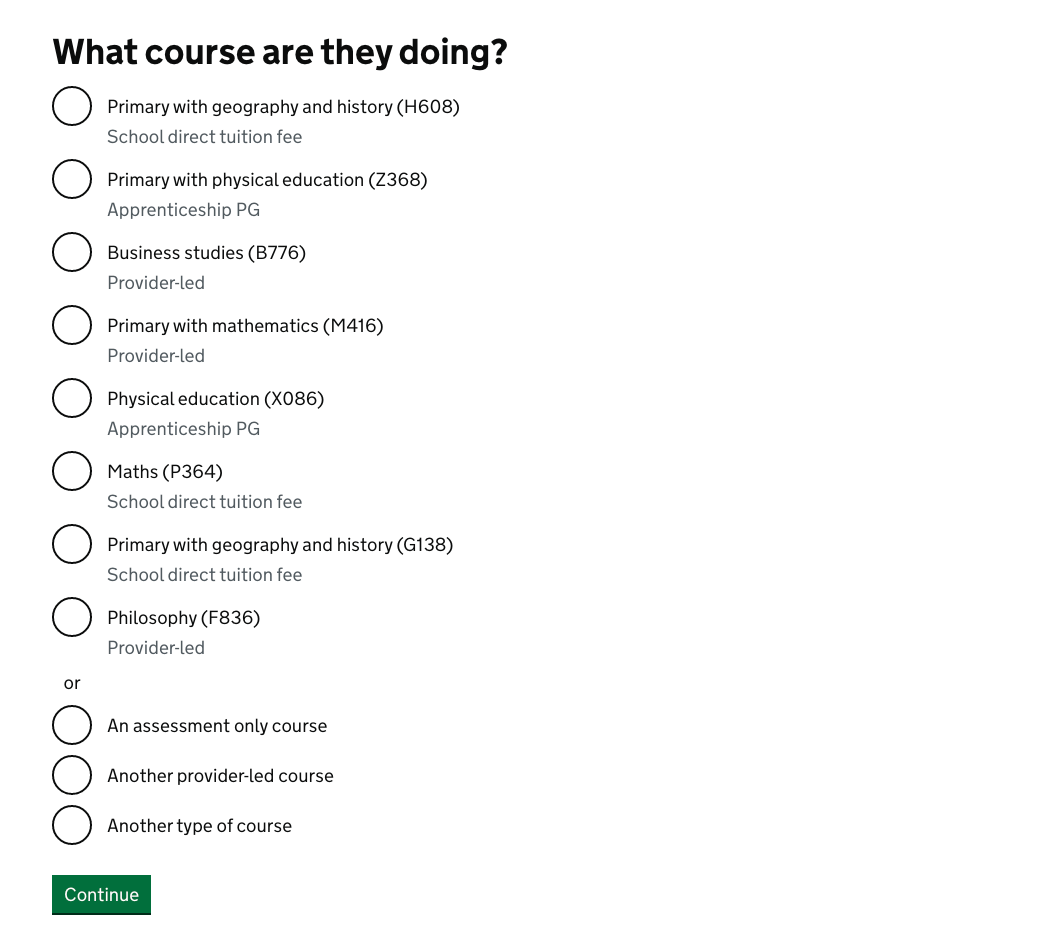 What course are they doing?
Primary with geography and history (H608)
School direct tuition fee
Primary with physical education (Z368)
Apprenticeship PG
Business studies (B776)
Provider-led
Primary with mathematics (M416)
Provider-led
Physical education (X086)
Apprenticeship PG
Maths (P364)
School direct tuition fee
Primary with geography and history (G138)
School direct tuition fee
Philosophy (F836)
Provider-led
or
An assessment only course
Another provider-led course
Another type of course
Continue